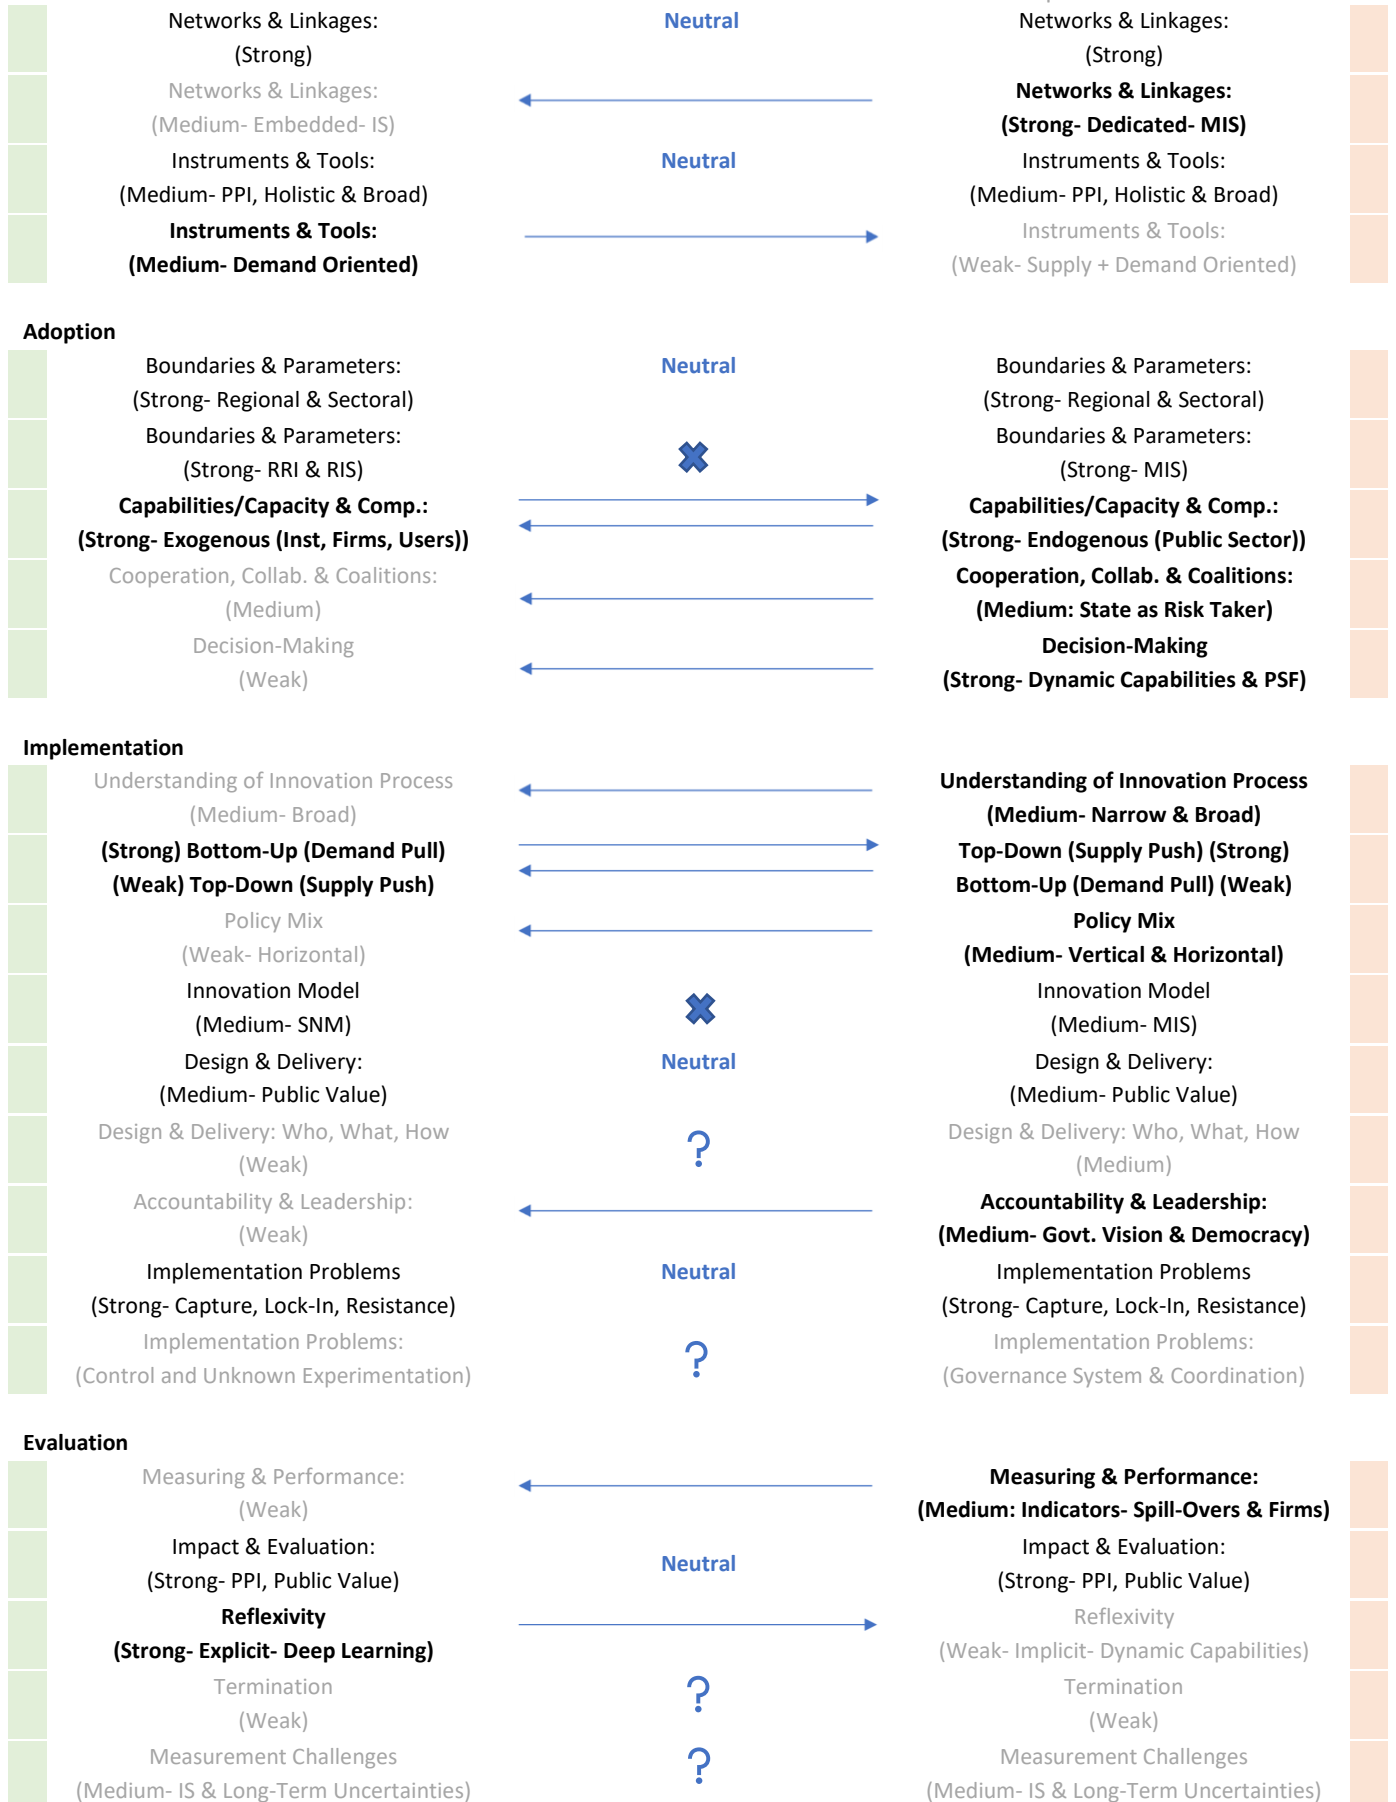 Networks & Linkages: Neutral Networks & Linkages:
(Strong) (Strong)
Networks & Linkages: Networks & Linkages:
(Medium- Embedded- IS) (Strong- Dedicated- MIS)
Instruments & Tools: Neutral Instruments & Tools:
(Medium- PPI, Holistic & Broad) (Medium- PPI, Holistic & Broad)
Instruments & Tools: Instruments & Tools:
(Medium- Demand Oriented) (Weak- Supply + Demand Oriented)
Adoption
Boundaries & Parameters: Neutral Boundaries & Parameters:
(Strong- Regional & Sectoral) (Strong- Regional & Sectoral)
Boundaries & Parameters: Boundaries & Parameters:
(Strong- RRI & RIS) (Strong- MIS)
Capabilities/Capacity & Comp.: Capabilities/Capacity & Comp.:
(Strong- Exogenous (Inst, Firms, Users)) (Strong- Endogenous (Public Sector))
Cooperation, Collab. & Coalitions: Cooperation, Collab. & Coalitions:
(Medium) (Medium: State as Risk Taker)
Decision-Making Decision-Making
(Weak) (Strong- Dynamic Capabilities & PSF)
Implementation
Understanding of Innovation Process Understanding of Innovation Process
(Medium- Broad) (Medium- Narrow & Broad)
(Strong) Bottom-Up (Demand Pull) Top-Down (Supply Push) (Strong)
(Weak) Top-Down (Supply Push) Bottom-Up (Demand Pull) (Weak)
Policy Mix Policy Mix
(Weak- Horizontal) (Medium- Vertical & Horizontal)
Innovation Model Innovation Model
(Medium- SNM) (Medium- MIS)
Design & Delivery: Neutral Design & Delivery:
(Medium- Public Value) (Medium- Public Value)
Design & Delivery: Who, What, How ? Design & Delivery: Who, What, How
(Weak) (Medium)
Accountability & Leadership: Accountability & Leadership:
(Weak) (Medium- Govt. Vision & Democracy)
Implementation Problems Neutral Implementation Problems
(Strong- Capture, Lock-In, Resistance) (Strong- Capture, Lock-In, Resistance)
Implementation Problems: ? Implementation Problems:
(Control and Unknown Experimentation) (Governance System & Coordination)
Evaluation
Measuring & Performance: Measuring & Performance:
(Weak) (Medium: Indicators- Spill-Overs & Firms)
Impact & Evaluation: Neutral Impact & Evaluation:
(Strong- PPI, Public Value) (Strong- PPI, Public Value)
Reflexivity Reflexivity
(Strong- Explicit- Deep Learning) (Weak- Implicit- Dynamic Capabilities)
Termination ? Termination
(Weak) (Weak)
Measurement Challenges ? Measurement Challenges
(Medium- IS & Long-Term Uncertainties) (Medium- IS & Long-Term Uncertainties)